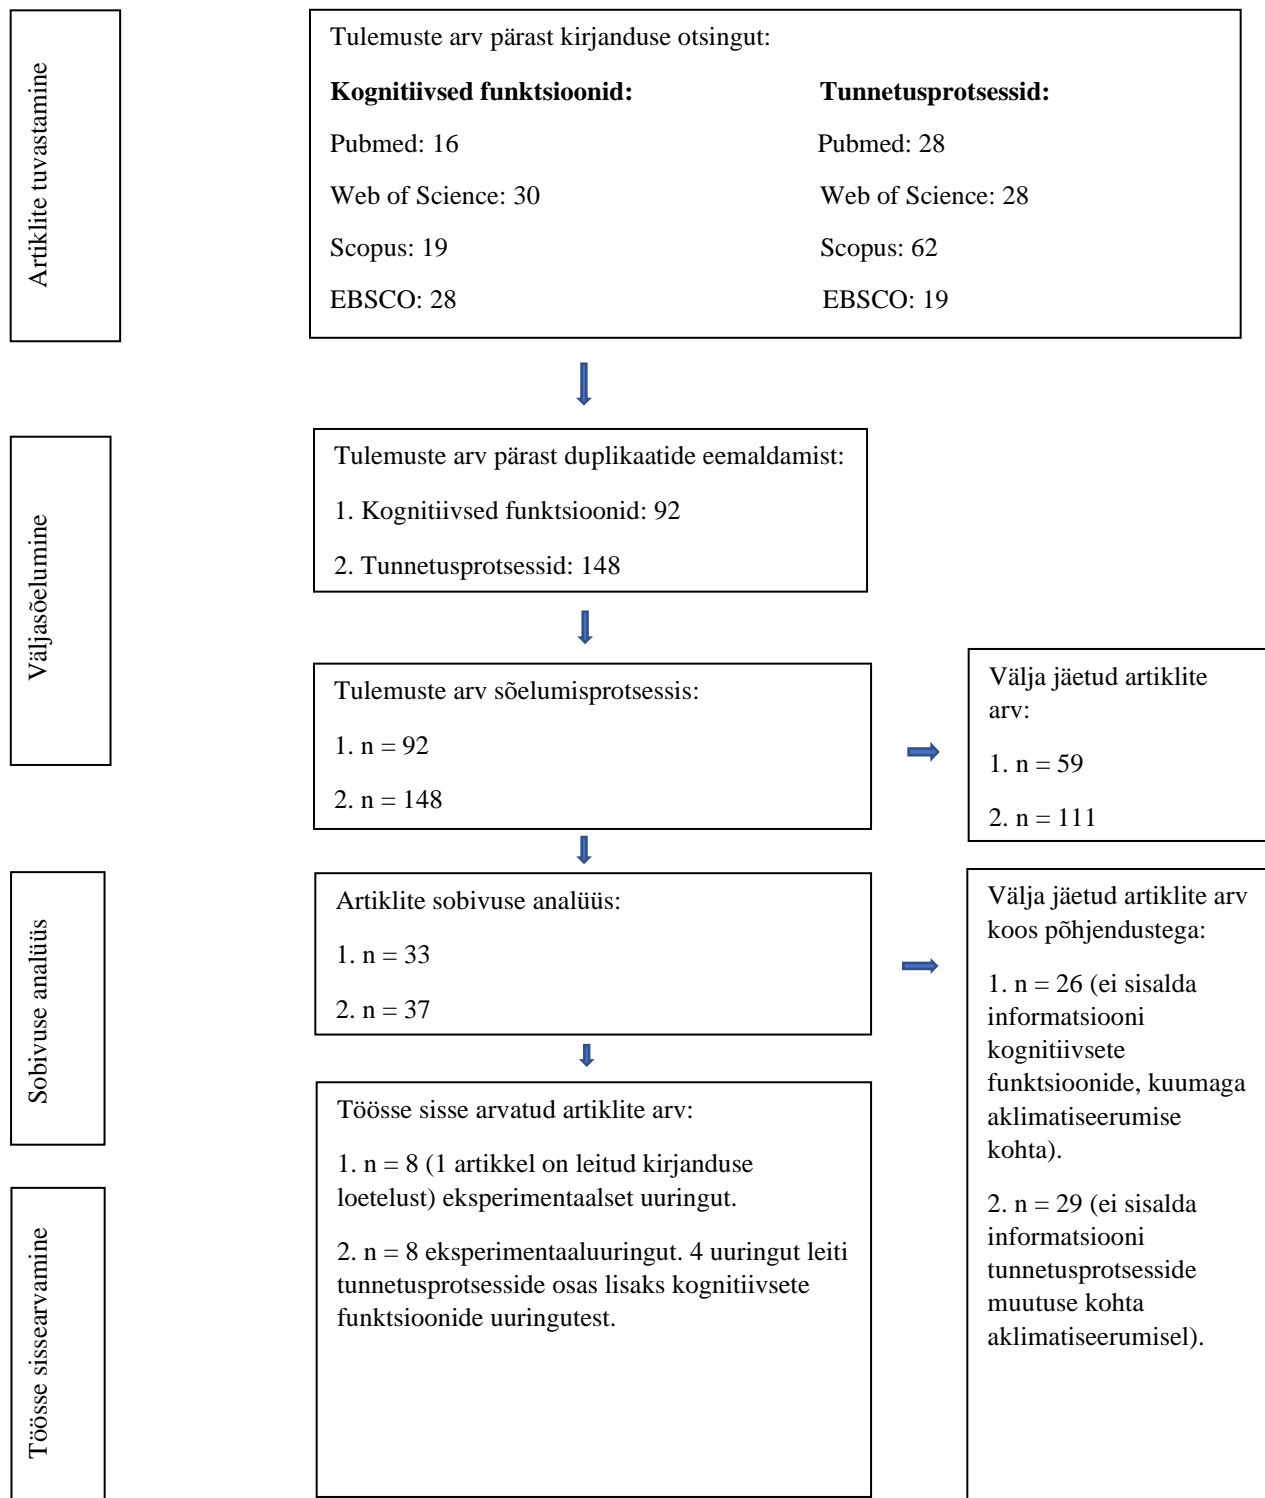 Artiklite tuvastamine
Tulemuste arv pärast kirjanduse otsingut:
Kognitiivsed funktsioonid: Tunnetusprotsessid:
Pubmed: 16 Pubmed: 28
Web of Science: 30 Web of Science: 28
Scopus: 19 Scopus: 62
EBSCO: 28 EBSCO: 19
Väljasõelumine
Tulemuste arv pärast duplikaatide eemaldamist:
1. Kognitiivsed funktsioonid: 92
2. Tunnetusprotsessid: 148
Tulemuste arv sõelumisprotsessis:
1. n = 92
2. n = 148
Välja jäetud artiklite
arv:
1. n = 59
2. n = 111
Sobivuse analüüs
Artiklite sobivuse analüüs:
1. n = 33
2. n = 37
Välja jäetud artiklite arv
koos põhjendustega:
1. n = 26 (ei sisalda
informatsiooni
kognitiivsete
funktsioonide, kuumaga
aklimatiseerumise
kohta).
2. n = 29 (ei sisalda
informatsiooni
tunnetusprotsesside
muutuse kohta
aklimatiseerumisel).
Töösse sissearvamine
Töösse sisse arvatud artiklite arv:
1. n = 8 (1 artikkel on leitud kirjanduse
loetelust) eksperimentaalset uuringut.
2. n = 8 eksperimentaaluuringut. 4 uuringut leiti
tunnetusprotsesside osas lisaks kognitiivsete
funktsioonide uuringutest.